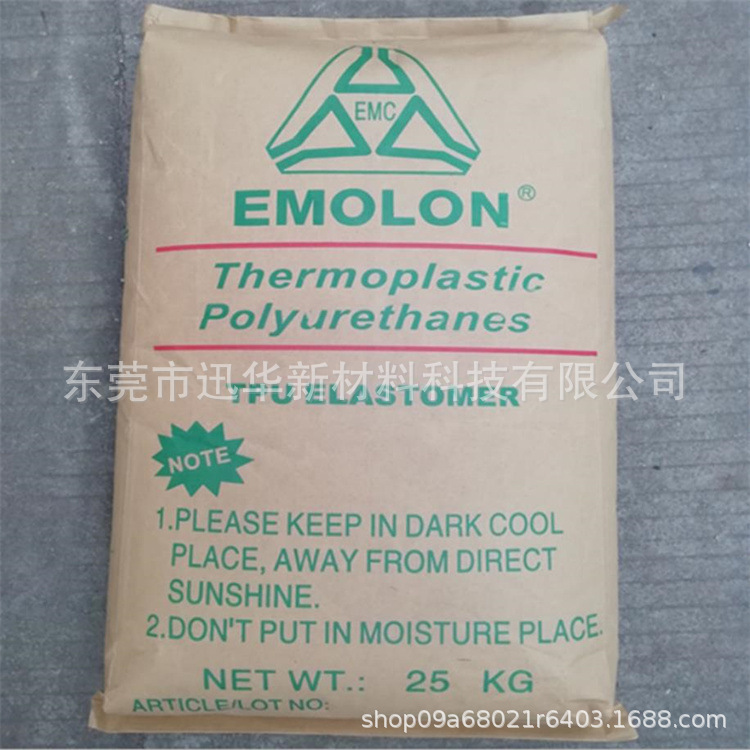 EMC
EMOLON®
Thermoplastic
Polyurethanes
东莞市迅华新材料科技有限公司
TPU ELASTOMER
NOTE
1.PLEASE KEEP IN DARK COOL
PLACE, AWAY FROM DIRECT
SUNSHINE.
2.DON'T PUT IN MOISTURE PLACE.
NET WT.: 25 KG
ARTICLE/LOT NO:
shop09a68021r6403.1688.com